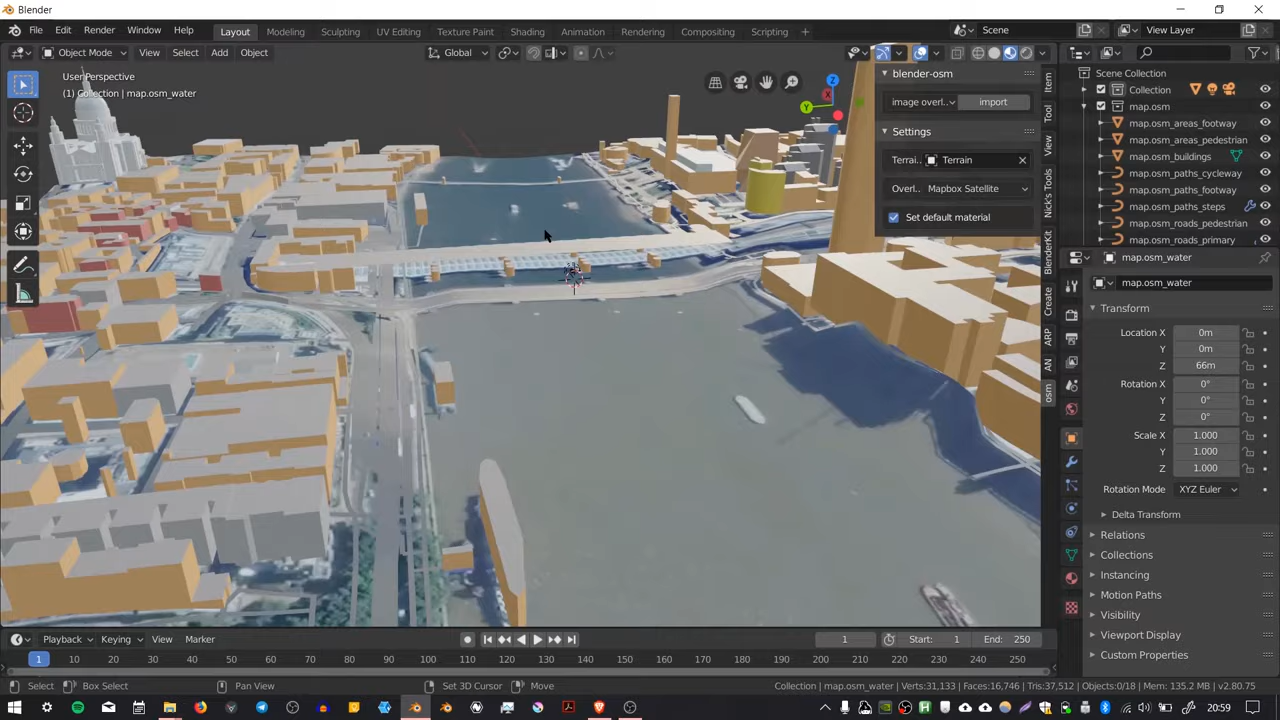 Blender
File Edit Render Window Help
Layout Modeling Sculpting UV Editing Texture Paint Shading Animation Rendering Compositing Scripting +
Scene
View Layer
Object Mode View Select Add Object
Global
User Perspective
(1) Collection | map.osm_water
Z
X
Y
blender-osm
image overl..
import
Settings
Terrai..
Terrain
Overl..
Mapbox Satellite
Set default material
Item
Tool
View
Nick's Tools
BlenderKit
Create
ARP
AN
osm
Scene Collection
Collection
map.osm
map.osm_areas_footway
map.osm_areas_pedestrian
map.osm_buildings
map.osm_paths_cycleway
map.osm_paths_footway
map.osm_paths_steps
map.osm_roads_pedestrian
map.osm_roads_primary
map.osm_water
map.osm_water
Transform
Location X 0m
Y 0m
Z 66m
Rotation X 0°
Y 0°
Z 0°
Scale X 1.000
Y 1.000
Z 1.000
Rotation Mode XYZ Euler
Delta Transform
Relations
Collections
Instancing
Motion Paths
Visibility
Viewport Display
Custom Properties
Playback Keying View Marker
1
Start: 1
End: 250
1 10 20 30 40 50 60 70 80 90 100 110 120 130 140 150 160 170 180 190 200 210 220 230 240 250
Select Box Select Pan View Set 3D Cursor Move
Collection | map.osm_water | Verts:31,133 | Faces:16,746 | Tris:37,512 | Objects:0/18 | Mem: 135.2 MB | v2.80.75
20:59